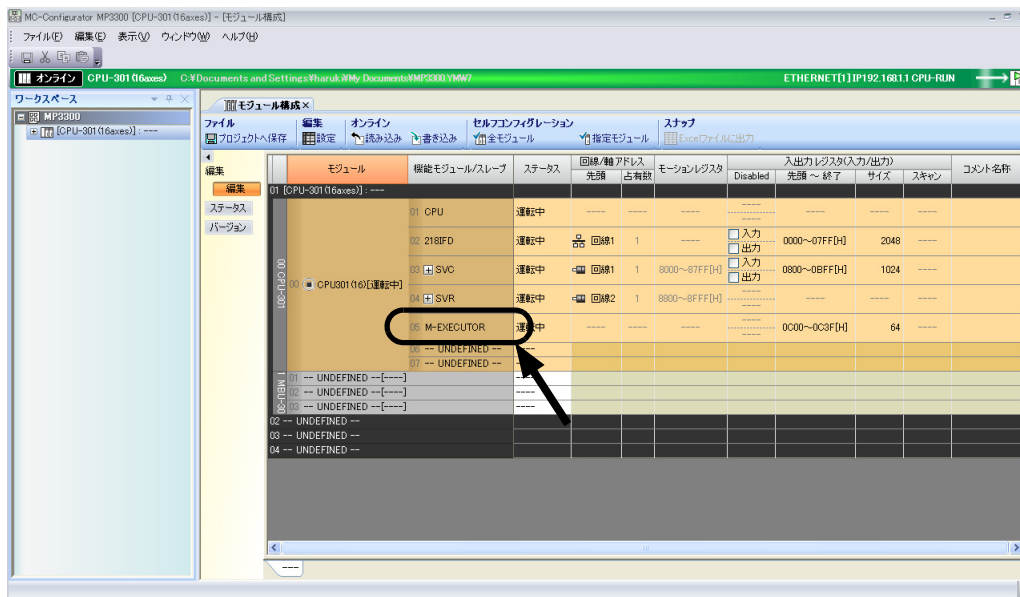 MC-Configurator MP3300 [CPU-301(16axes)] - [モジュール構成]
ファイル(F) 編集(E) 表示(V) ウィンドウ(W) ヘルプ(H)
オンライン CPU-301(16axes) C:¥Documents and Settings¥haruki¥My Documents¥MP3300.YMW7 ETHERNET[1] IP192.168.1.1 CPU-RUN
ワークスペース
MP3300
[CPU-301(16axes)] : ---
モジュール構成×
ファイル 編集 オンライン セルフコンフィグレーション スナップ
プロジェクトへ保存 設定 読み込み 書き込み 全モジュール 指定モジュール Excelファイルに出力
編集
編集
ステータス
バージョン
モジュール 機能モジュール/スレーブ ステータス 回線/軸アドレス モーションレジスタ 入出力レジスタ(入力/出力) コメント名称
先頭 占有数 Disabled 先頭 ~ 終了 サイズ スキャン
01 [CPU-301(16axes)] : ---
00 CPU-301
00 CPU301(16)[運転中]
01 CPU 運転中 ---- ---- ---- ---- ---- ---- ---- ----
02 218IFD 運転中 回線1 1 ---- 入力 出力 0000~07FF[H] 2048 ----
03 SVC 運転中 回線1 1 8000~87FF[H] 入力 出力 0800~0BFF[H] 1024 ----
04 SVR 運転中 回線2 1 8800~8FFF[H] ---- ---- ---- ---- ----
05 M-EXECUTOR 運転中 ---- ---- ---- ---- ---- 0C00~0C3F[H] 64 ----
06 -- UNDEFINED -- ----
07 -- UNDEFINED -- ----
1 MBU-30
01 -- UNDEFINED --[----] ----
02 -- UNDEFINED --[----] ----
03 -- UNDEFINED --[----] ----
02 -- UNDEFINED --
03 -- UNDEFINED --
04 -- UNDEFINED --
---